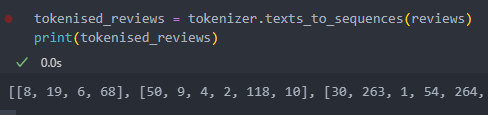 tokenised_reviews = tokenizer.texts_to_sequences(reviews)
print(tokenised_reviews)
0.0s
[[8, 19, 6, 68], [50, 9, 4, 2, 118, 10], [30, 263, 1, 54, 264,